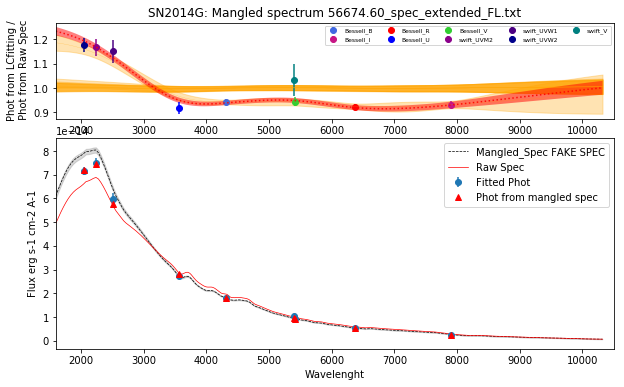 SN2014G: Mangled spectrum 56674.60_spec_extended_FL.txt
Phot from LCfitting /
Phot from Raw Spec
1.2
1.1
1.0
0.9
Bessell_B
Bessell_I
Bessell_R
Bessell_U
Bessell_V
swift_UVM2
swift_UVW1
swift_UVW2
swift_V
2000 3000 4000 5000 6000 7000 8000 9000 10000
1e−14
Flux erg s-1 cm-2 A-1
8
7
6
5
4
3
2
1
0
Mangled_Spec FAKE SPEC
Raw Spec
Fitted Phot
Phot from mangled spec
2000 3000 4000 5000 6000 7000 8000 9000 10000
Wavelenght